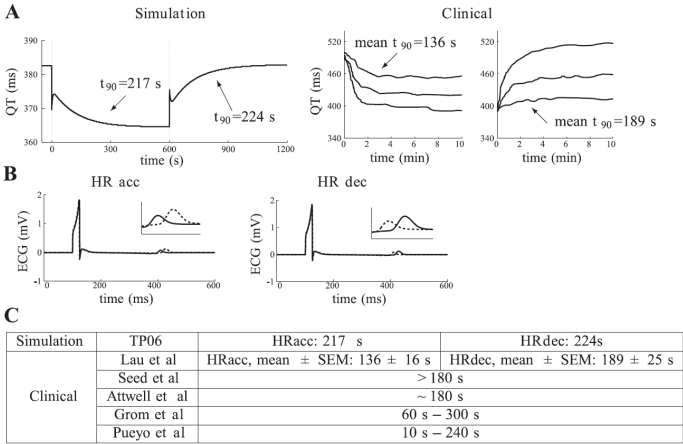 A
Simulation
Clinical
QT (ms)
390
380
370
360
t90=217 s
t90=224 s
0 300 600 900 1200
time (s)
QT (ms)
520
460
400
340
mean t 90=136 s
0 2 4 6 8 10
time (min)
520
460
400
340
mean t 90=189 s
0 2 4 6 8 10
time (min)
B
HR acc
HR dec
ECG (mV)
2
1
0
-1
0 200 400 600
time (ms)
ECG (mV)
2
1
0
-1
0 200 400 600
time (ms)
C
Simulation TP06 HRacc: 217 s HRdec: 224s
Clinical
Lau et al HRacc, mean ± SEM: 136 ± 16 s HRdec, mean ± SEM: 189 ± 25 s
Seed et al > 180 s
Attwell et al ~ 180 s
Grom et al 60 s – 300 s
Pueyo et al 10 s – 240 s